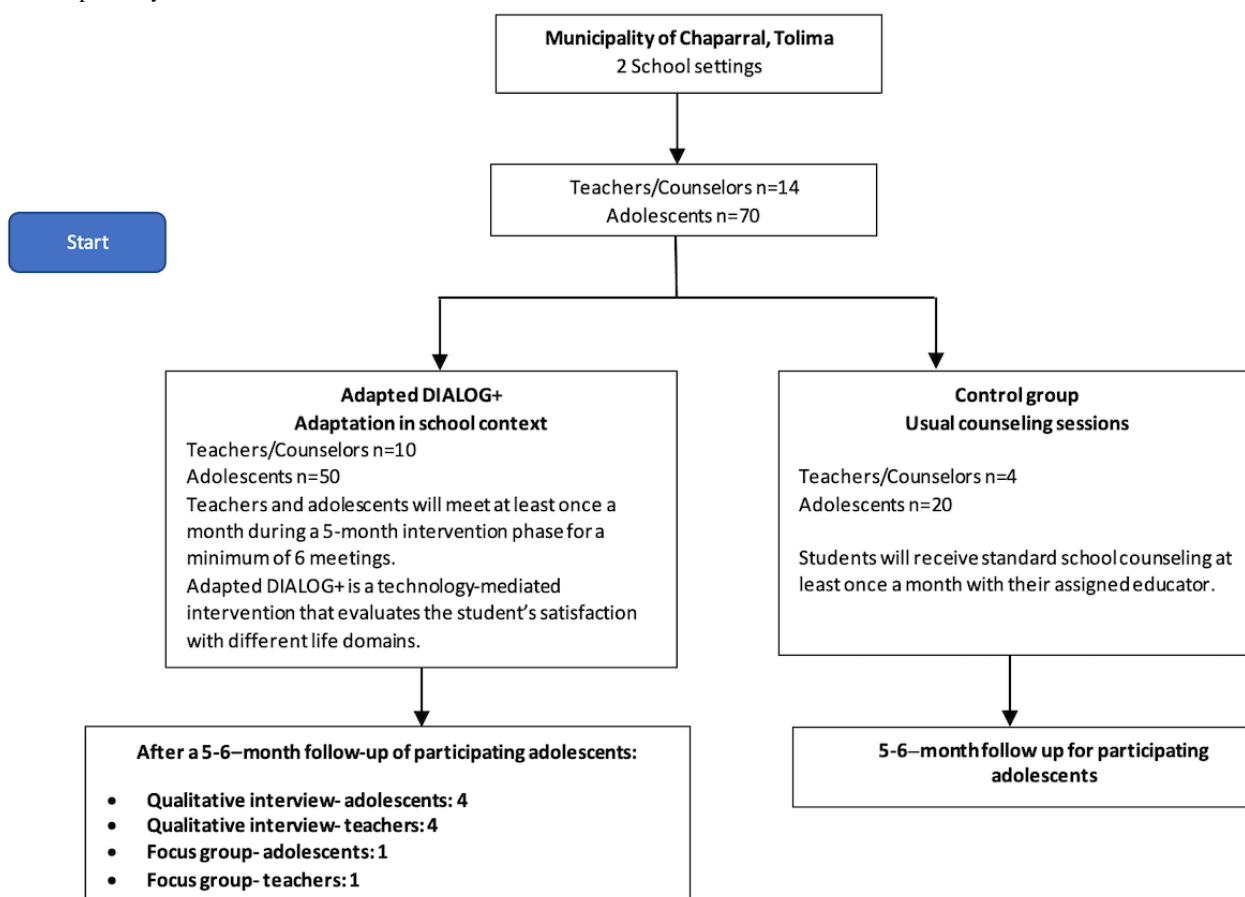 Municipality of Chaparral, Tolima
2 School settings
Teachers/Counselors n=14
Adolescents n=70
Start
Adapted DIALOG+
Adaptation in school context
Teachers/Counselors n=10
Adolescents n=50
Teachers and adolescents will meet at least once a
month during a 5-month intervention phase for a
minimum of 6 meetings.
Adapted DIALOG+ is a technology-mediated
intervention that evaluates the student’s satisfaction
with different life domains.
Control group
Usual counseling sessions
Teachers/Counselors n=4
Adolescents n=20
Students will receive standard school counseling at
least once a month with their assigned educator.
After a 5-6–month follow-up of participating adolescents:
• Qualitative interview- adolescents: 4
• Qualitative interview- teachers: 4
• Focus group- adolescents: 1
• Focus group- teachers: 1
5-6–month follow up for participating
adolescents